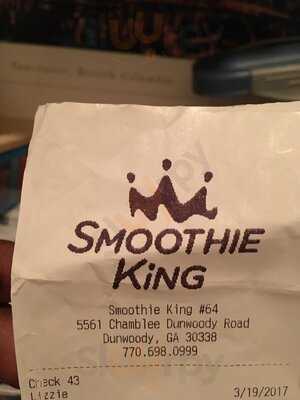 SMOOTHIE
KING
Smoothie King #64
5561 Chamblee Dunwoody Road
Dunwoody, GA 30338
770.698.0999
Check 43
Lizzie 3/19/2017